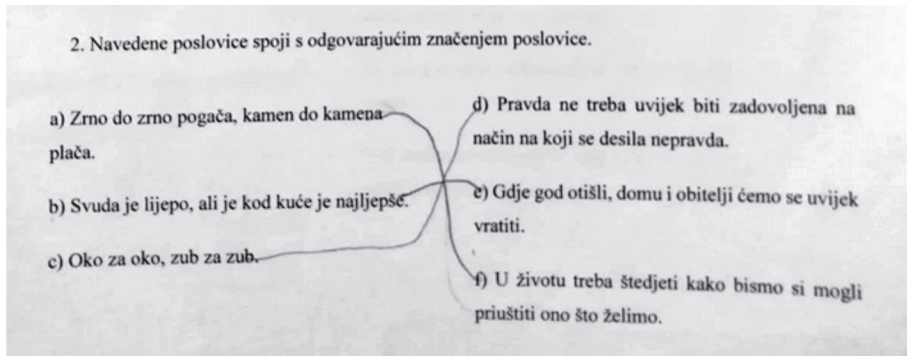 2. Navedene poslovice spoji s odgovarajućim značenjem poslovice.
a) Zrno do zrno pogača, kamen do kamena
plača.
b) Svuda je lijepo, ali je kod kuće je najljepše.
c) Oko za oko, zub za zub.
d) Pravda ne treba uvijek biti zadovoljena na
način na koji se desila nepravda.
e) Gdje god otišli, domu i obitelji ćemo se uvijek
vratiti.
f) U životu treba štedjeti kako bismo si mogli
priuštiti ono što želimo.